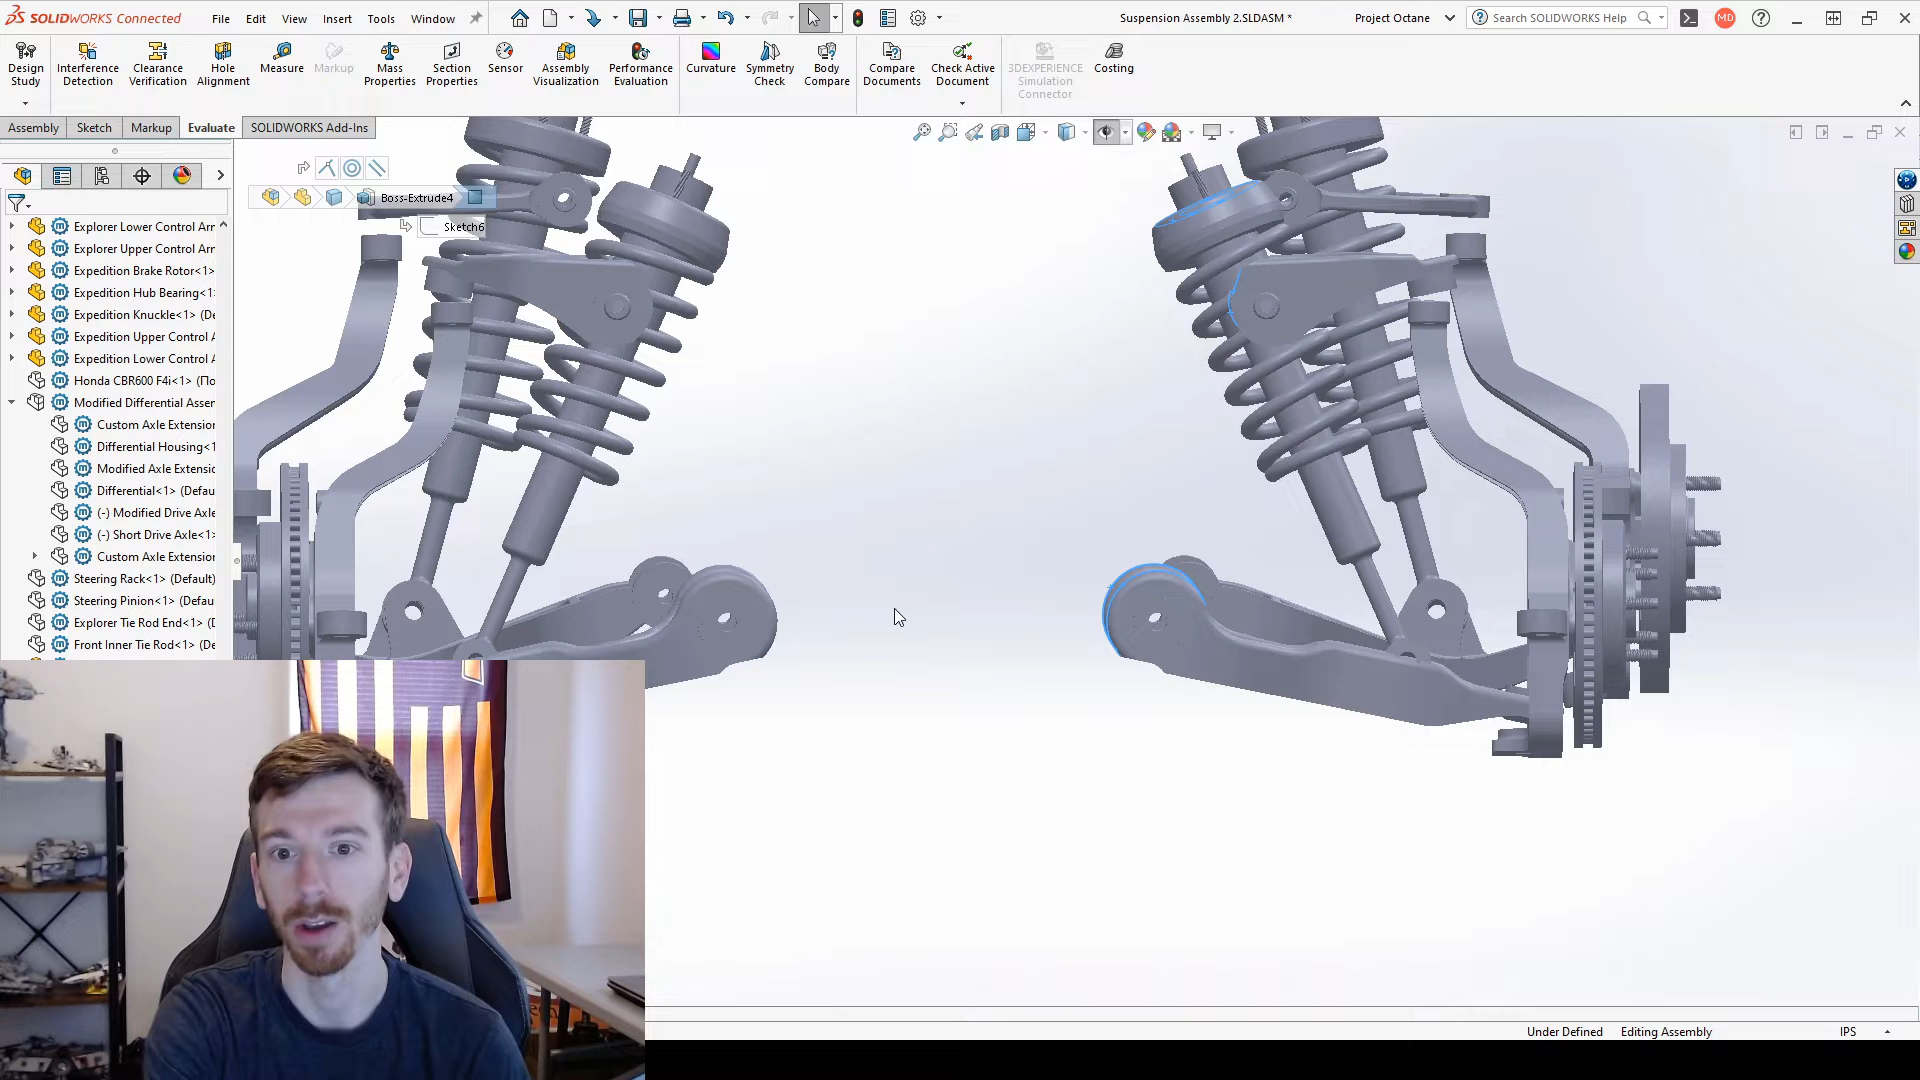 SOLIDWORKS Connected
File Edit View Insert Tools Window
Suspension Assembly 2.SLDASM *
Project Octane
Search SOLIDWORKS Help
MD
Design Study
Interference Detection
Clearance Verification
Hole Alignment
Measure
Markup
Mass Properties
Section Properties
Sensor
Assembly Visualization
Performance Evaluation
Curvature
Symmetry Check
Body Compare
Compare Documents
Check Active Document
3DEXPERIENCE Simulation Connector
Costing
Assembly Sketch Markup Evaluate SOLIDWORKS Add-Ins
Boss-Extrude4
Sketch6
Explorer Lower Control Arr
Explorer Upper Control Arr
Expedition Brake Rotor<1>
Expedition Hub Bearing<1>
Expedition Knuckle<1> (De
Expedition Upper Control A
Expedition Lower Control A
Honda CBR600 F4i<1> (По
Modified Differential Asser
Custom Axle Extension
Differential Housing<1
Modified Axle Extensio
Differential<1> (Defau
(-) Modified Drive Axle
(-) Short Drive Axle<1>
Custom Axle Extension
Steering Rack<1> (Default)
Steering Pinion<1> (Defau
Explorer Tie Rod End<1> (
Front Inner Tie Rod<1> (De
Under Defined
Editing Assembly
IPS